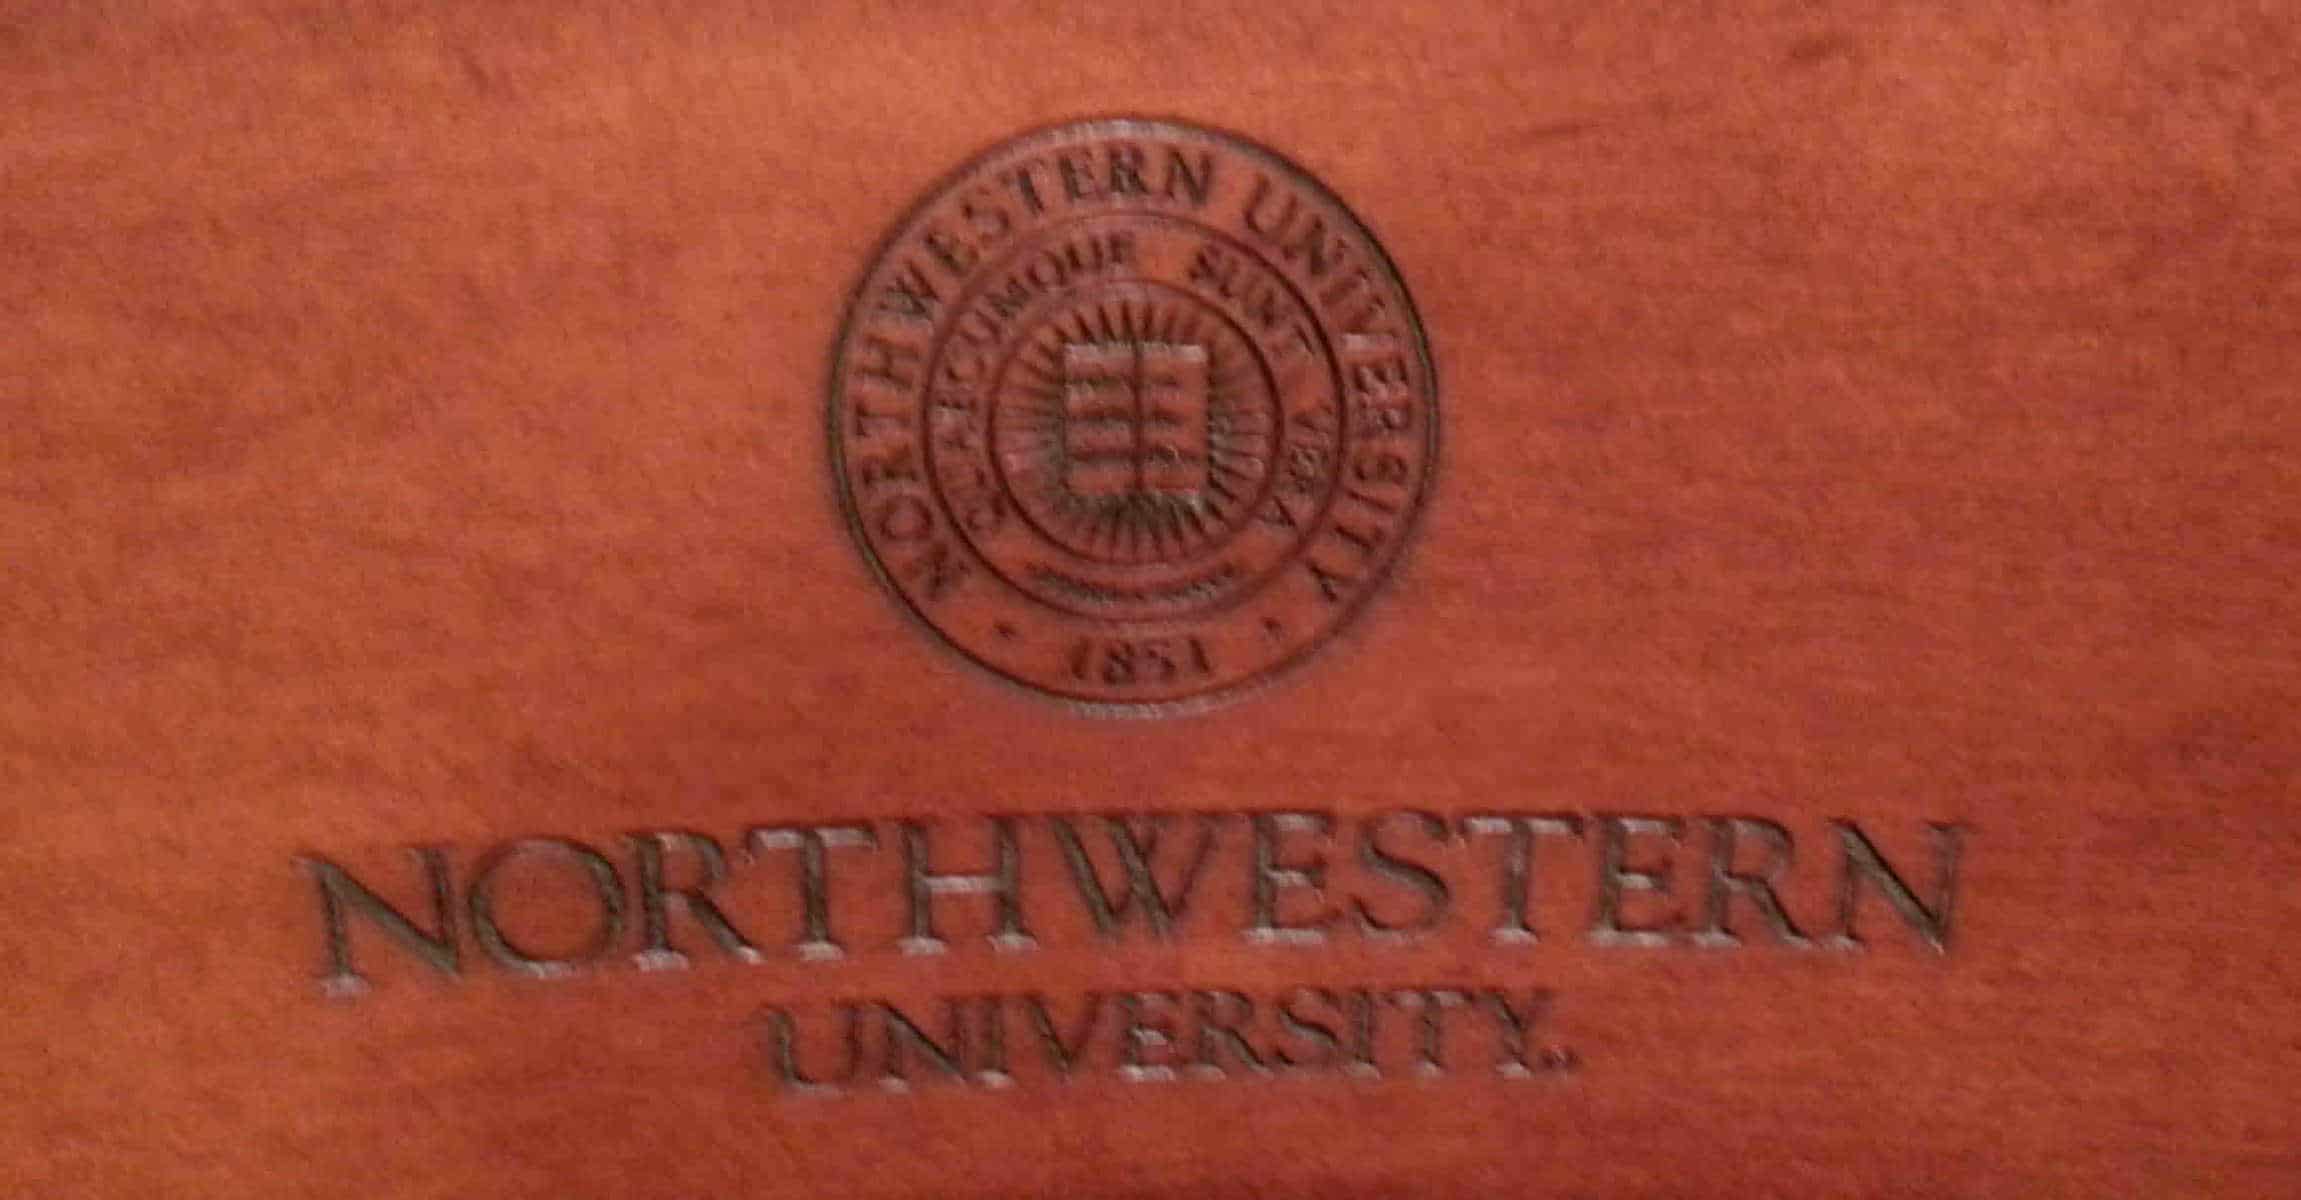 NORTHWESTERN UNIVERSITY
QUAECUMQUE SUNT VERA
• 1851 •
NORTHWESTERN
UNIVERSITY